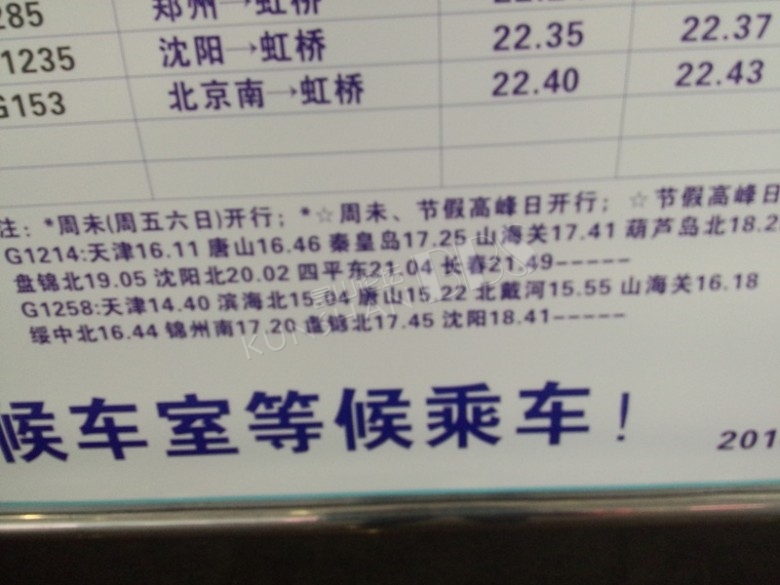 285 郑州→虹桥
1235 沈阳→虹桥 22.35 22.37
G153 北京南→虹桥 22.40 22.43
注：*周末(周五六日)开行；*☆周末、节假高峰日开行；☆节假高峰日
G1214:天津16.11 唐山16.46 秦皇岛17.25 山海关17.41 葫芦岛北18.2
盘锦北19.05 沈阳北20.02 四平东21.04 长春21.49-----
G1258:天津14.40 滨海北15.04 唐山15.22 北戴河15.55 山海关16.18
绥中北16.44 锦州南17.20 盘锦北17.45 沈阳18.41-----
候车室等候乘车！
201